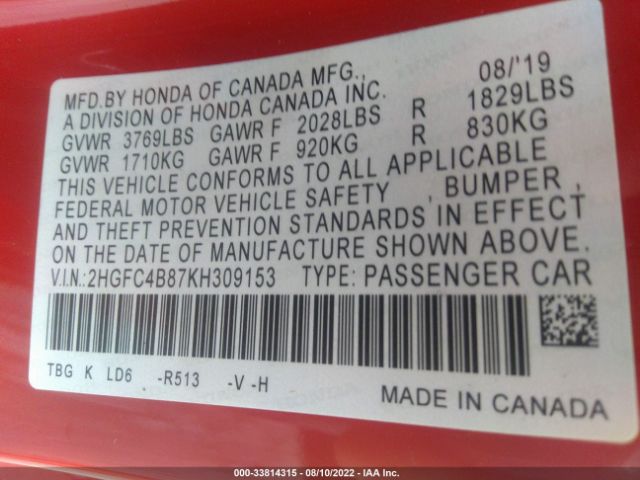 MFD. BY HONDA OF CANADA MFG., 08/'19
A DIVISION OF HONDA CANADA INC.
GVWR 3769LBS GAWR F 2028LBS R 1829LBS
GVWR 1710KG GAWR F 920KG R 830KG
THIS VEHICLE CONFORMS TO ALL APPLICABLE
FEDERAL MOTOR VEHICLE SAFETY , BUMPER ,
AND THEFT PREVENTION STANDARDS IN EFFECT
ON THE DATE OF MANUFACTURE SHOWN ABOVE.
V.I.N.: 2HGFC4B87KH309153 TYPE: PASSENGER CAR
TBG K LD6 -R513 -V -H
MADE IN CANADA
000-33814315 - 08/10/2022 - IAA Inc.